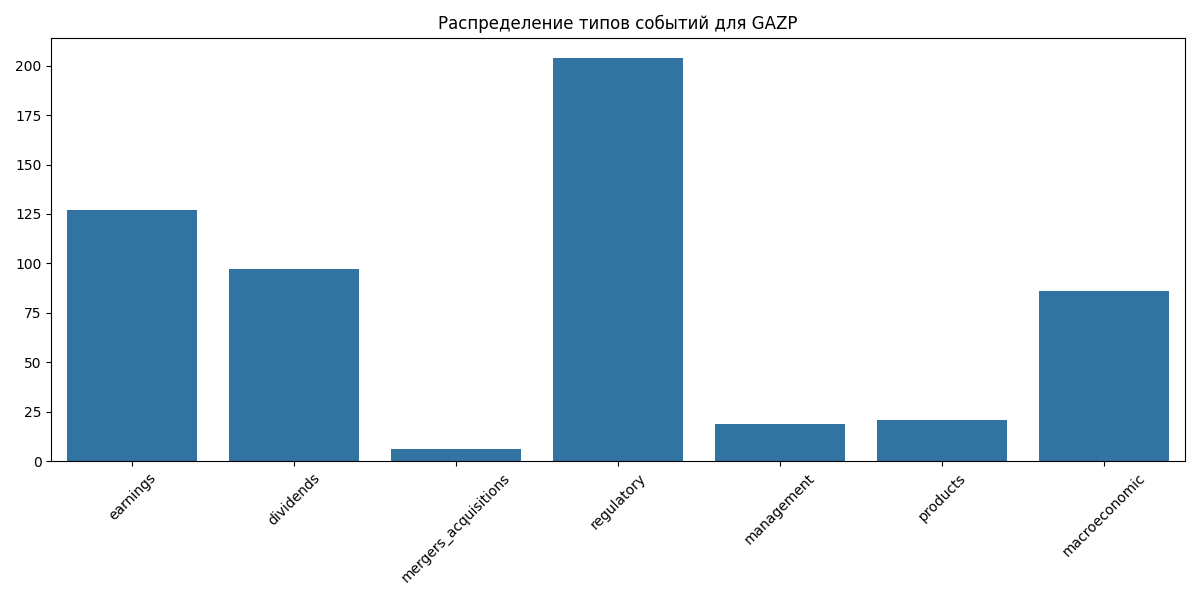 Распределение типов событий для GAZP
200
175
150
125
100
75
50
25
0
earnings
dividends
mergers_acquisitions
regulatory
management
products
macroeconomic